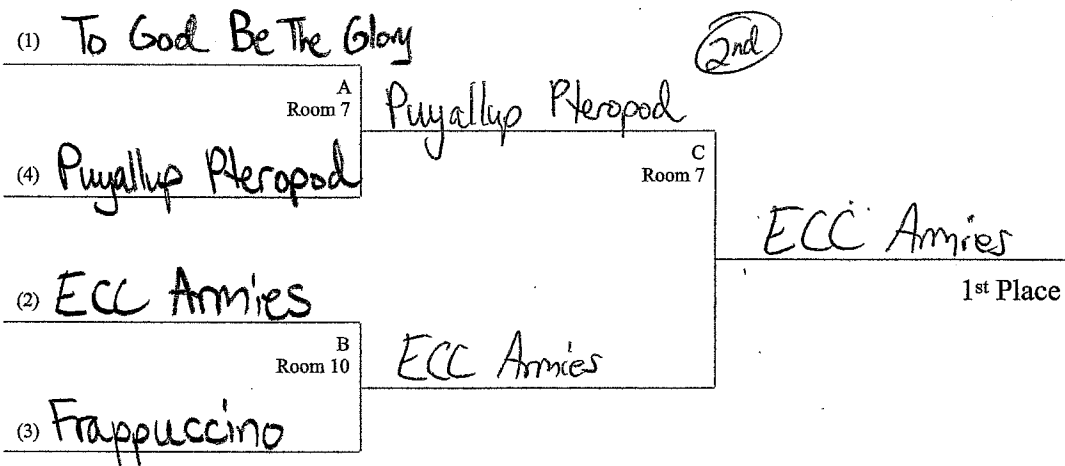 (1) To God Be The Glory
2nd
A
Room 7
Puyallup Pteropod
(4) Puyallup Pteropod
C
Room 7
ECC Armies
1st Place
(2) ECC Armies
B
Room 10
ECC Armies
(3) Frappuccino